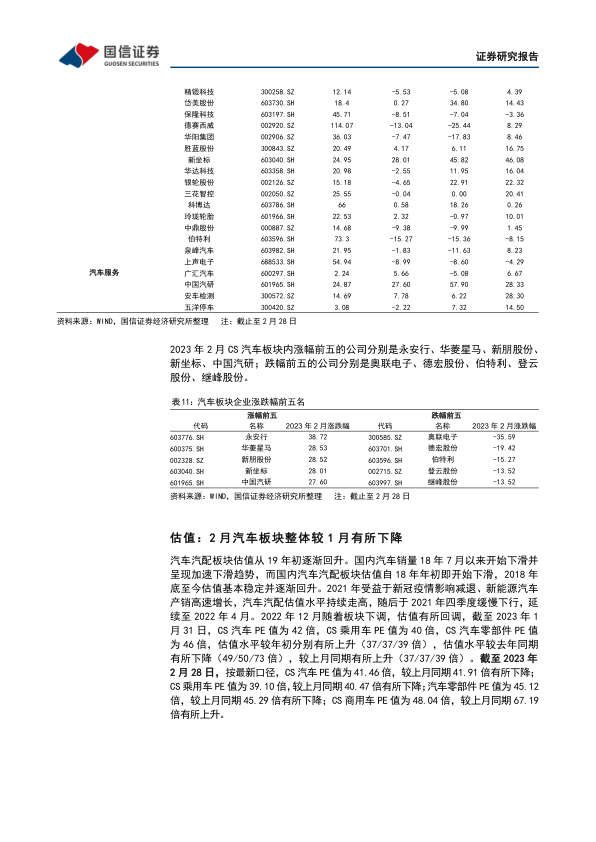 国信证券
GUOSEN SECURITIES
证券研究报告
精锻科技 300258.SZ 12.14 -5.53 -5.08 4.39
岱美股份 603730.SH 18.4 0.27 34.80 14.43
保隆科技 603197.SH 45.71 -8.51 -7.04 -3.36
德赛西威 002920.SZ 114.07 -13.04 -25.44 8.29
华阳集团 002906.SZ 36.03 -7.47 -17.83 8.46
胜蓝股份 300843.SZ 20.49 4.17 6.11 16.75
新坐标 603040.SH 24.95 28.01 45.82 46.08
华达科技 603358.SH 20.98 -2.55 11.95 16.04
银轮股份 002126.SZ 15.18 -4.65 22.91 22.32
三花智控 002050.SZ 25.55 -0.04 0.00 20.41
科博达 603786.SH 66 0.58 18.26 0.26
玲珑轮胎 601966.SH 22.53 2.32 -0.97 10.01
中鼎股份 000887.SZ 14.68 -9.38 -9.99 1.45
伯特利 603596.SH 73.3 -15.27 -15.36 -8.15
泉峰汽车 603982.SH 21.95 -1.83 -11.63 8.23
上声电子 688533.SH 54.94 -8.99 -8.60 -4.29
汽车服务 广汇汽车 600297.SH 2.24 5.66 -5.08 6.67
中国汽研 601965.SH 24.87 27.60 57.90 28.33
安车检测 300572.SZ 14.69 7.78 6.22 28.30
五洋停车 300420.SZ 3.08 -2.22 7.32 14.50
资料来源：WIND，国信证券经济研究所整理 注：截止至 2 月 28 日
2023 年 2 月 CS 汽车板块内涨幅前五的公司分别是永安行、华菱星马、新朋股份、
新坐标、中国汽研；跌幅前五的公司分别是奥联电子、德宏股份、伯特利、登云
股份、继峰股份。
表11：汽车板块企业涨跌幅前五名
涨幅前五 跌幅前五
代码 名称 2023 年 2 月涨跌幅 代码 名称 2023 年 2 月涨跌幅
603776.SH 永安行 38.72 300585.SZ 奥联电子 -35.59
600375.SH 华菱星马 28.53 603701.SH 德宏股份 -19.42
002328.SZ 新朋股份 28.52 603596.SH 伯特利 -15.27
603040.SH 新坐标 28.01 002715.SZ 登云股份 -13.52
601965.SH 中国汽研 27.60 603997.SH 继峰股份 -13.52
资料来源：WIND，国信证券经济研究所整理 注：截止至 2 月 28 日
估值：2 月汽车板块整体较 1 月有所下降
汽车汽配板块估值从 19 年初逐渐回升。国内汽车销量 18 年 7 月以来开始下滑并
呈现加速下滑趋势，而国内汽车汽配板块估值自 18 年年初即开始下滑，2018 年
底至今估值基本稳定并逐渐回升。2021 年受益于新冠疫情影响减退、新能源汽车
产销高速增长，汽车汽配估值水平持续走高，随后于 2021 年四季度缓慢下行，延
续至 2022 年 4 月。2022 年 12 月随着板块下调，估值有所回调，截至 2023 年 1
月 31 日，CS 汽车 PE 值为 42 倍，CS 乘用车 PE 值为 40 倍，CS 汽车零部件 PE 值
为 46 倍，估值水平较年初分别有所上升（37/37/39 倍），估值水平较去年同期
有所下降（49/50/73 倍），较上月同期有所上升（37/37/39 倍）。截至 2023 年
2 月 28 日，按最新口径，CS 汽车 PE 值为 41.46 倍，较上月同期 41.91 倍有所下降；
CS 乘用车 PE 值为 39.10 倍，较上月同期 40.47 倍有所下降；汽车零部件 PE 值为 45.12
倍，较上月同期 45.29 倍有所下降；CS 商用车 PE 值为 48.04 倍，较上月同期 67.19
倍有所上升。